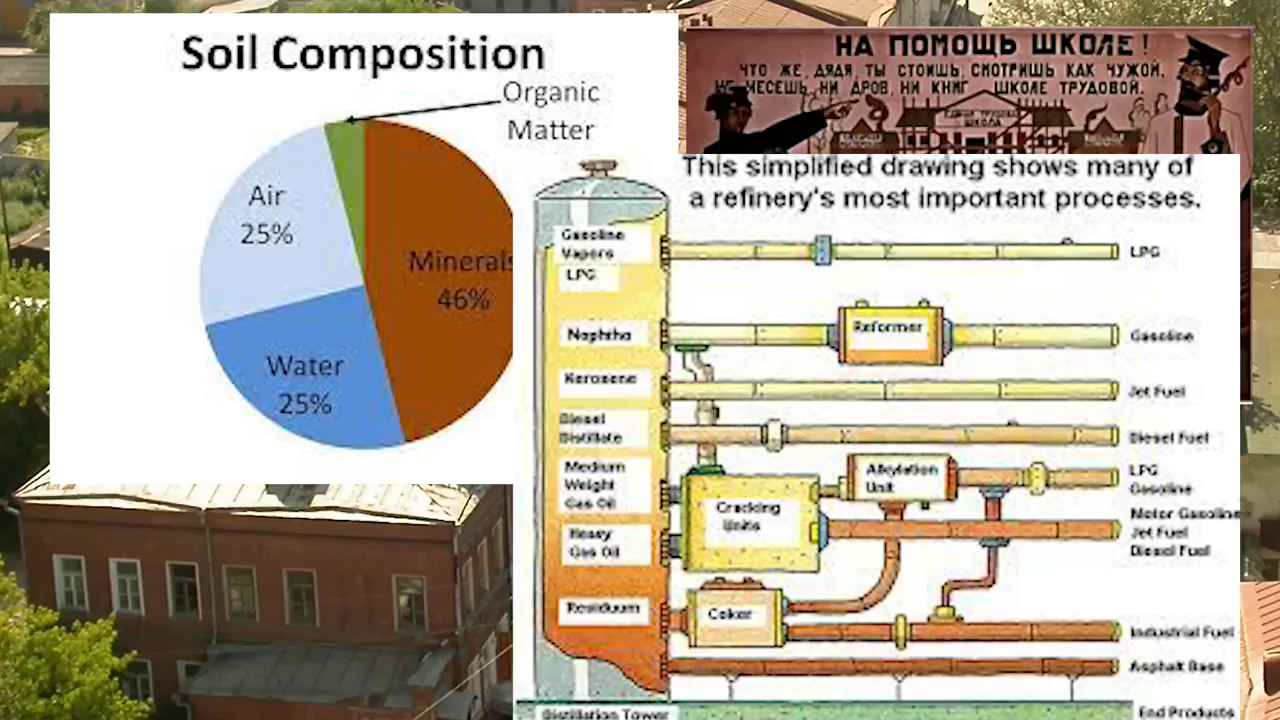 Soil Composition
Organic
Matter
Air
25%
Minerals
46%
Water
25%
НА ПОМОЩЬ ШКОЛЕ!
ЧТО ЖЕ, ДЯДЯ, ТЫ СТОИШЬ, СМОТРИШЬ КАК ЧУЖОЙ,
НЕ НЕСЕШЬ НИ ДРОВ, НИ КНИГ ШКОЛЕ ТРУДОВОЙ.
ШКОЛА
This simplified drawing shows many of
a refinery's most important processes.
Gasoline
Vapors
LPG
Naphtha
Kerosene
Diesel
Distillate
Medium
Weight
Gas Oil
Heavy
Gas Oil
Residuum
Reformer
Cracking
Units
Alkylation
Unit
Coker
LPG
Gasoline
Jet Fuel
Diesel Fuel
LPG
Gasoline
Motor Gasoline
Jet Fuel
Diesel Fuel
Industrial Fuel
Asphalt Base
Distillation Tower
End Products